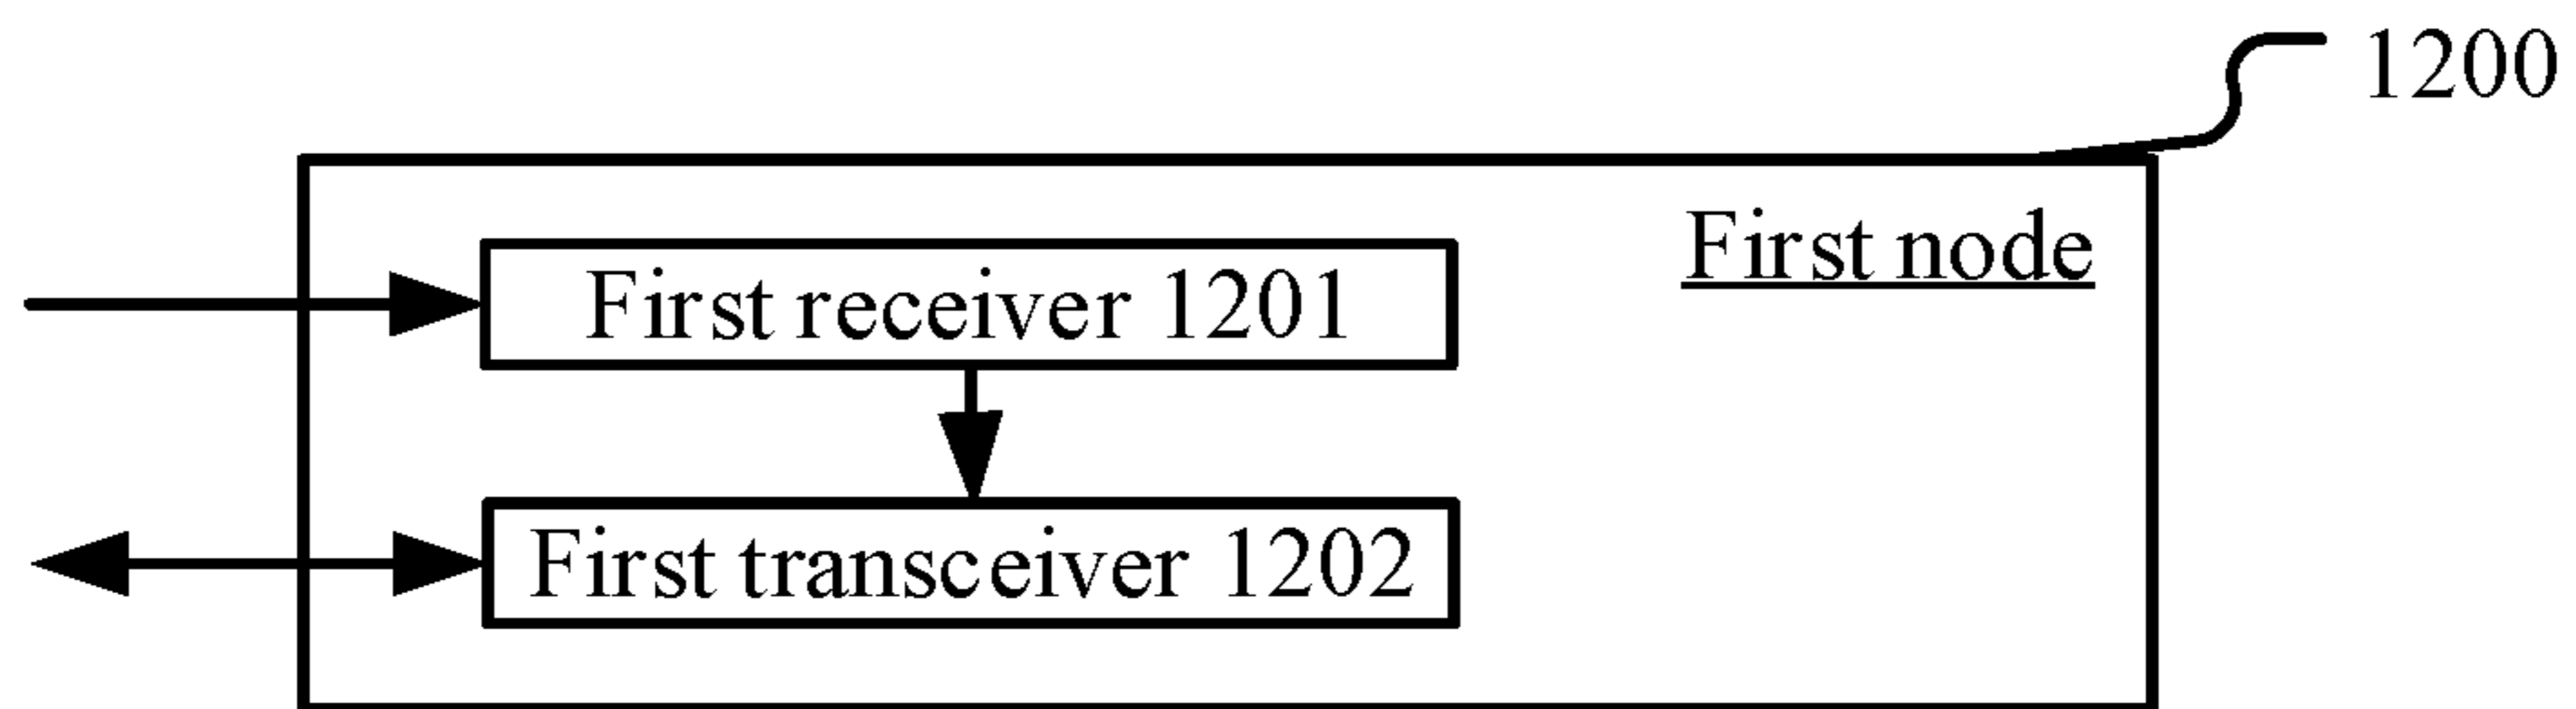 1200
First node
First receiver 1201
First transceiver 1202